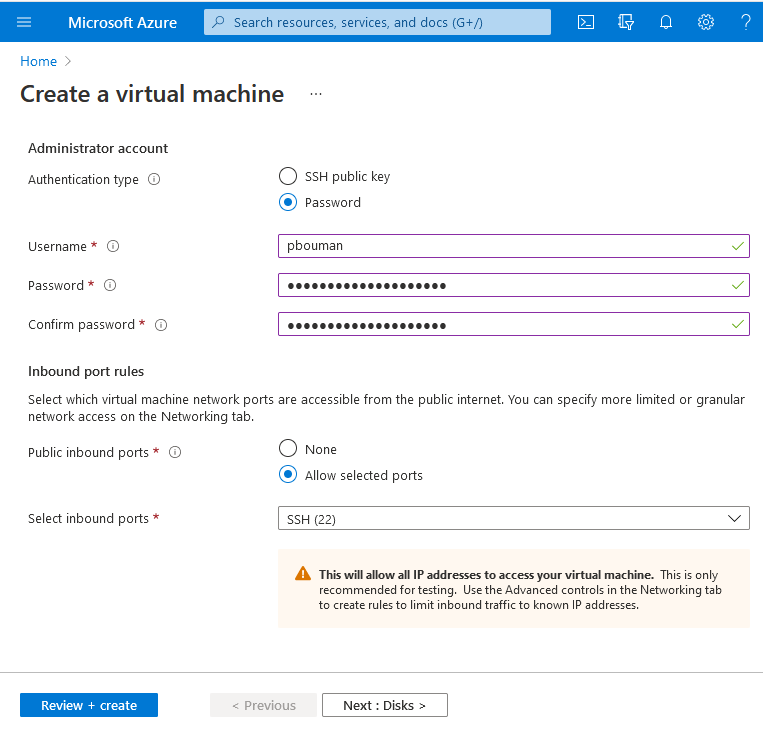 Microsoft Azure
Search resources, services, and docs (G+/)
Home >
Create a virtual machine ...
Administrator account
Authentication type
SSH public key
Password
Username *
pbouman
Password *
••••••••••••••••••••
Confirm password *
••••••••••••••••••••
Inbound port rules
Select which virtual machine network ports are accessible from the public internet. You can specify more limited or granular
network access on the Networking tab.
Public inbound ports *
None
Allow selected ports
Select inbound ports *
SSH (22)
This will allow all IP addresses to access your virtual machine. This is only
recommended for testing. Use the Advanced controls in the Networking tab
to create rules to limit inbound traffic to known IP addresses.
Review + create
< Previous
Next : Disks >